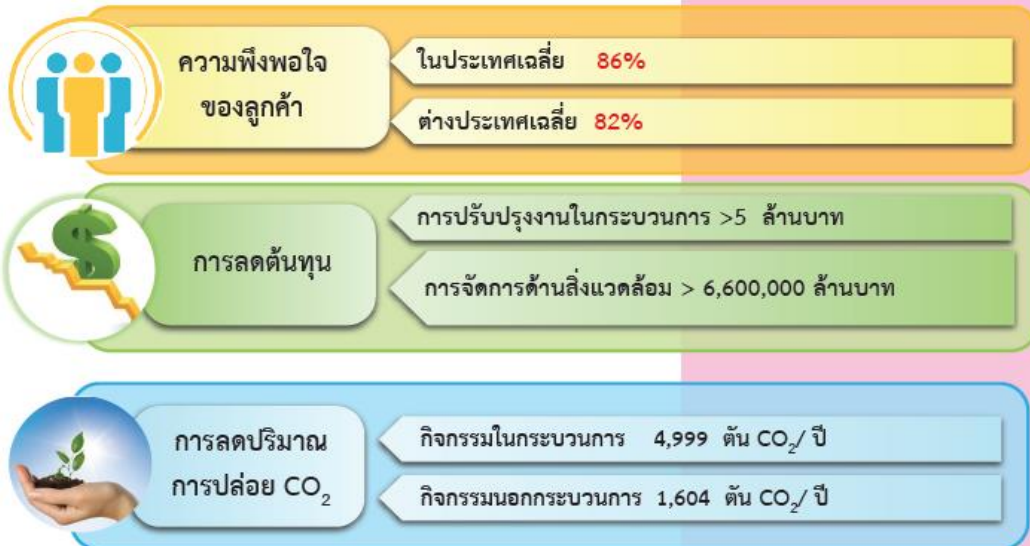 ความพึงพอใจ
ของลูกค้า
ในประเทศเฉลี่ย 86%
ต่างประเทศเฉลี่ย 82%
การลดต้นทุน
การปรับปรุงงานในกระบวนการ >5 ล้านบาท
การจัดการด้านสิ่งแวดล้อม > 6,600,000 ล้านบาท
การลดปริมาณ
การปล่อย CO₂
กิจกรรมในกระบวนการ 4,999 ตัน CO₂/ ปี
กิจกรรมนอกกระบวนการ 1,604 ตัน CO₂/ ปี